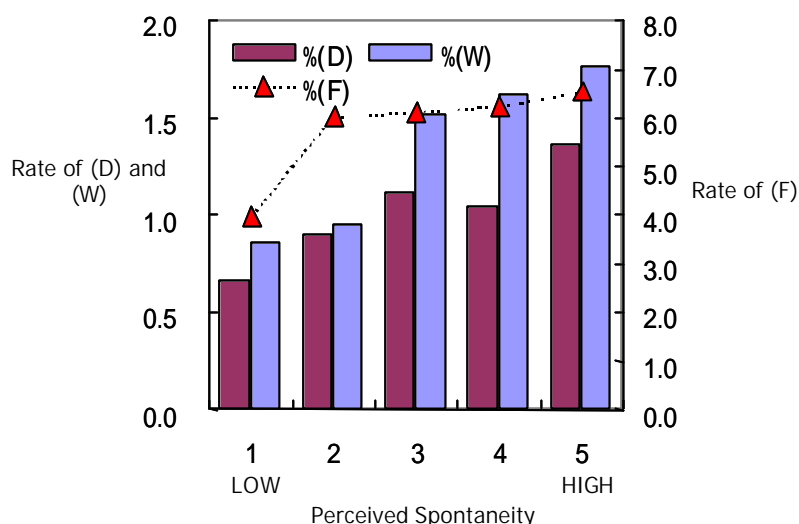 2.0
8.0
%(D) %(W)
7.0
%(F)
1.5
6.0
Rate of (D) and
(W)
5.0
Rate of (F)
1.0
4.0
3.0
0.5
2.0
1.0
0.0
0.0
1 2 3 4 5
LOW HIGH
Perceived Spontaneity